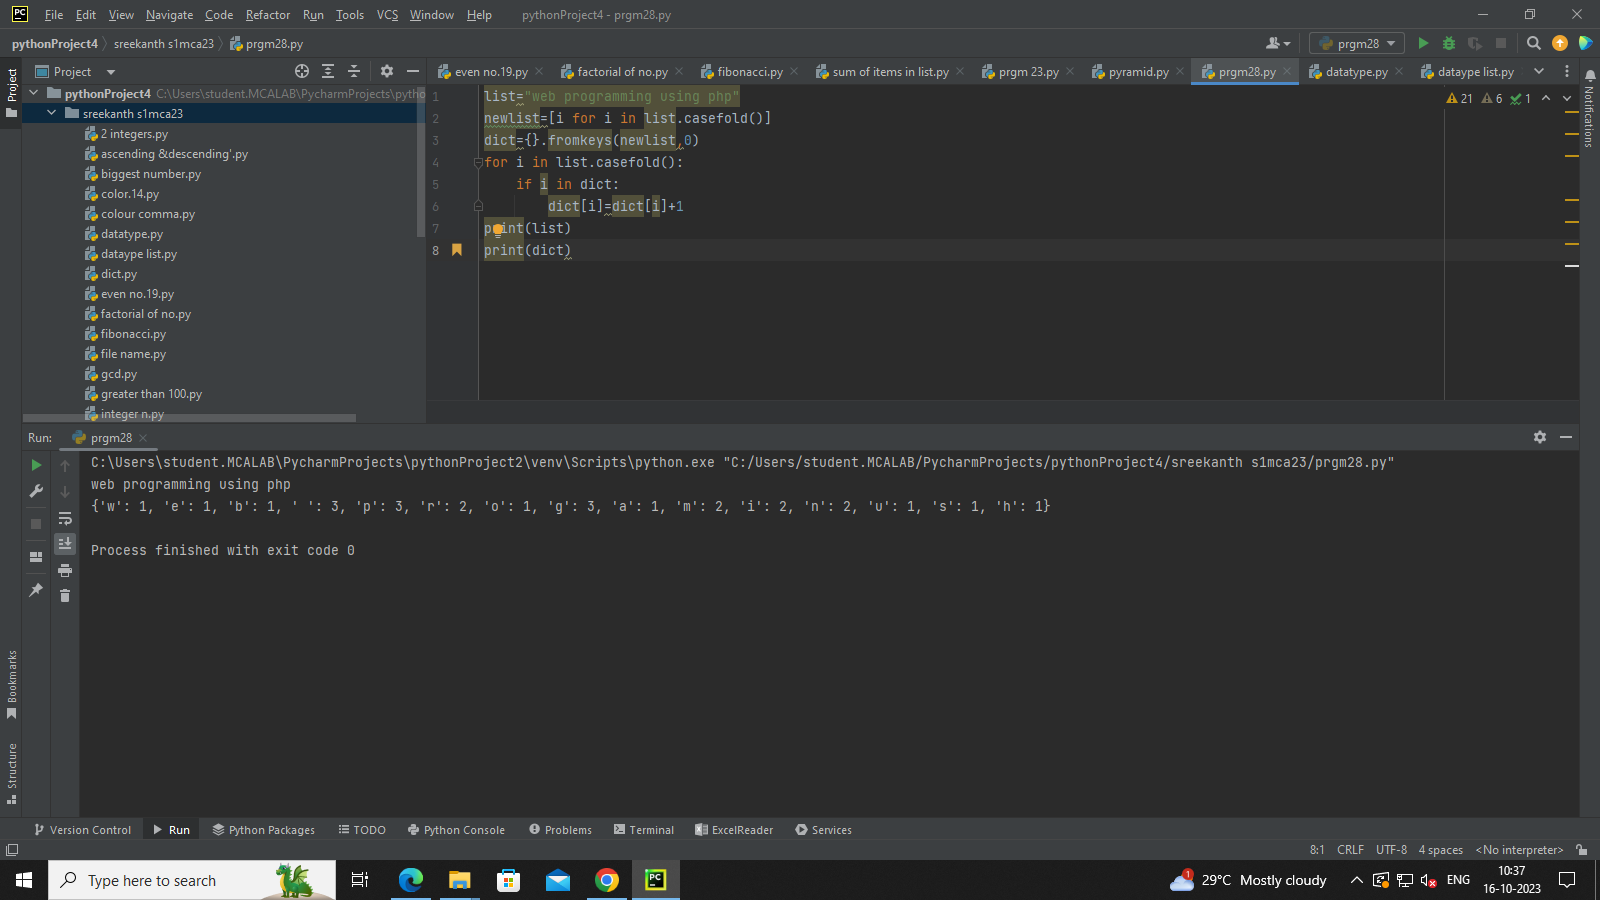 PC File Edit View Navigate Code Refactor Run Tools VCS Window Help pythonProject4 - prgm28.py
pythonProject4 sreekanth s1mca23 prgm28.py prgm28
Project
Project
even no.19.py factorial of no.py fibonacci.py sum of items in list.py prgm 23.py pyramid.py prgm28.py datatype.py dataype list.py
Notifications
pythonProject4 C:\Users\student.MCALAB\PycharmProjects\pytho
sreekanth s1mca23
2 integers.py
ascending &descending'.py
biggest number.py
color.14.py
colour comma.py
datatype.py
dataype list.py
dict.py
even no.19.py
factorial of no.py
fibonacci.py
file name.py
gcd.py
greater than 100.py
integer n.py
21 6 1
1 list="web programming using php"
2 newlist=[i for i in list.casefold()]
3 dict={}.fromkeys(newlist,0)
4 for i in list.casefold():
5 if i in dict:
6 dict[i]=dict[i]+1
7 print(list)
8 print(dict)
Run: prgm28
C:\Users\student.MCALAB\PycharmProjects\pythonProject2\venv\Scripts\python.exe "C:/Users/student.MCALAB/PycharmProjects/pythonProject4/sreekanth s1mca23/prgm28.py"
web programming using php
{'w': 1, 'e': 1, 'b': 1, ' ': 3, 'p': 3, 'r': 2, 'o': 1, 'g': 3, 'a': 1, 'm': 2, 'i': 2, 'n': 2, 'u': 1, 's': 1, 'h': 1}
Process finished with exit code 0
Bookmarks
Structure
Version Control Run Python Packages TODO Python Console Problems Terminal ExcelReader Services
8:1 CRLF UTF-8 4 spaces <No interpreter>
Type here to search
PC
1 29°C Mostly cloudy ENG
10:37
16-10-2023